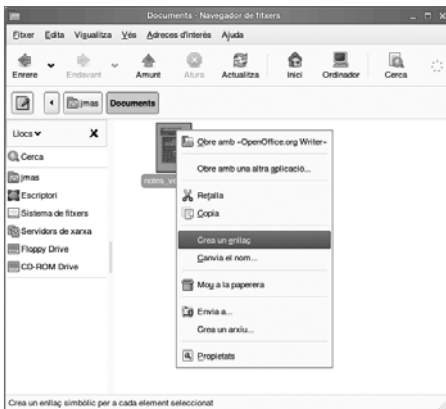 Documents - Navegador de fitxers
Fitxer Edita Visualitza Vés Adreces d'interès Ajuda
Enrere Endavant Amunt Atura Actualitza Inici Ordinador Cerca
jmas Documents
Llocs
Cerca
jmas
Escriptori
Sistema de fitxers
Servidors de xarxa
Floppy Drive
CD-ROM Drive
Obre amb «OpenOffice.org Writer»
Obre amb una altra aplicació...
Retalla
Copia
Crea un enllaç
Canvia el nom...
Mou a la paperera
Envia a...
Crea un arxiu...
Propietats
Crea un enllaç simbòlic per a cada element seleccionat